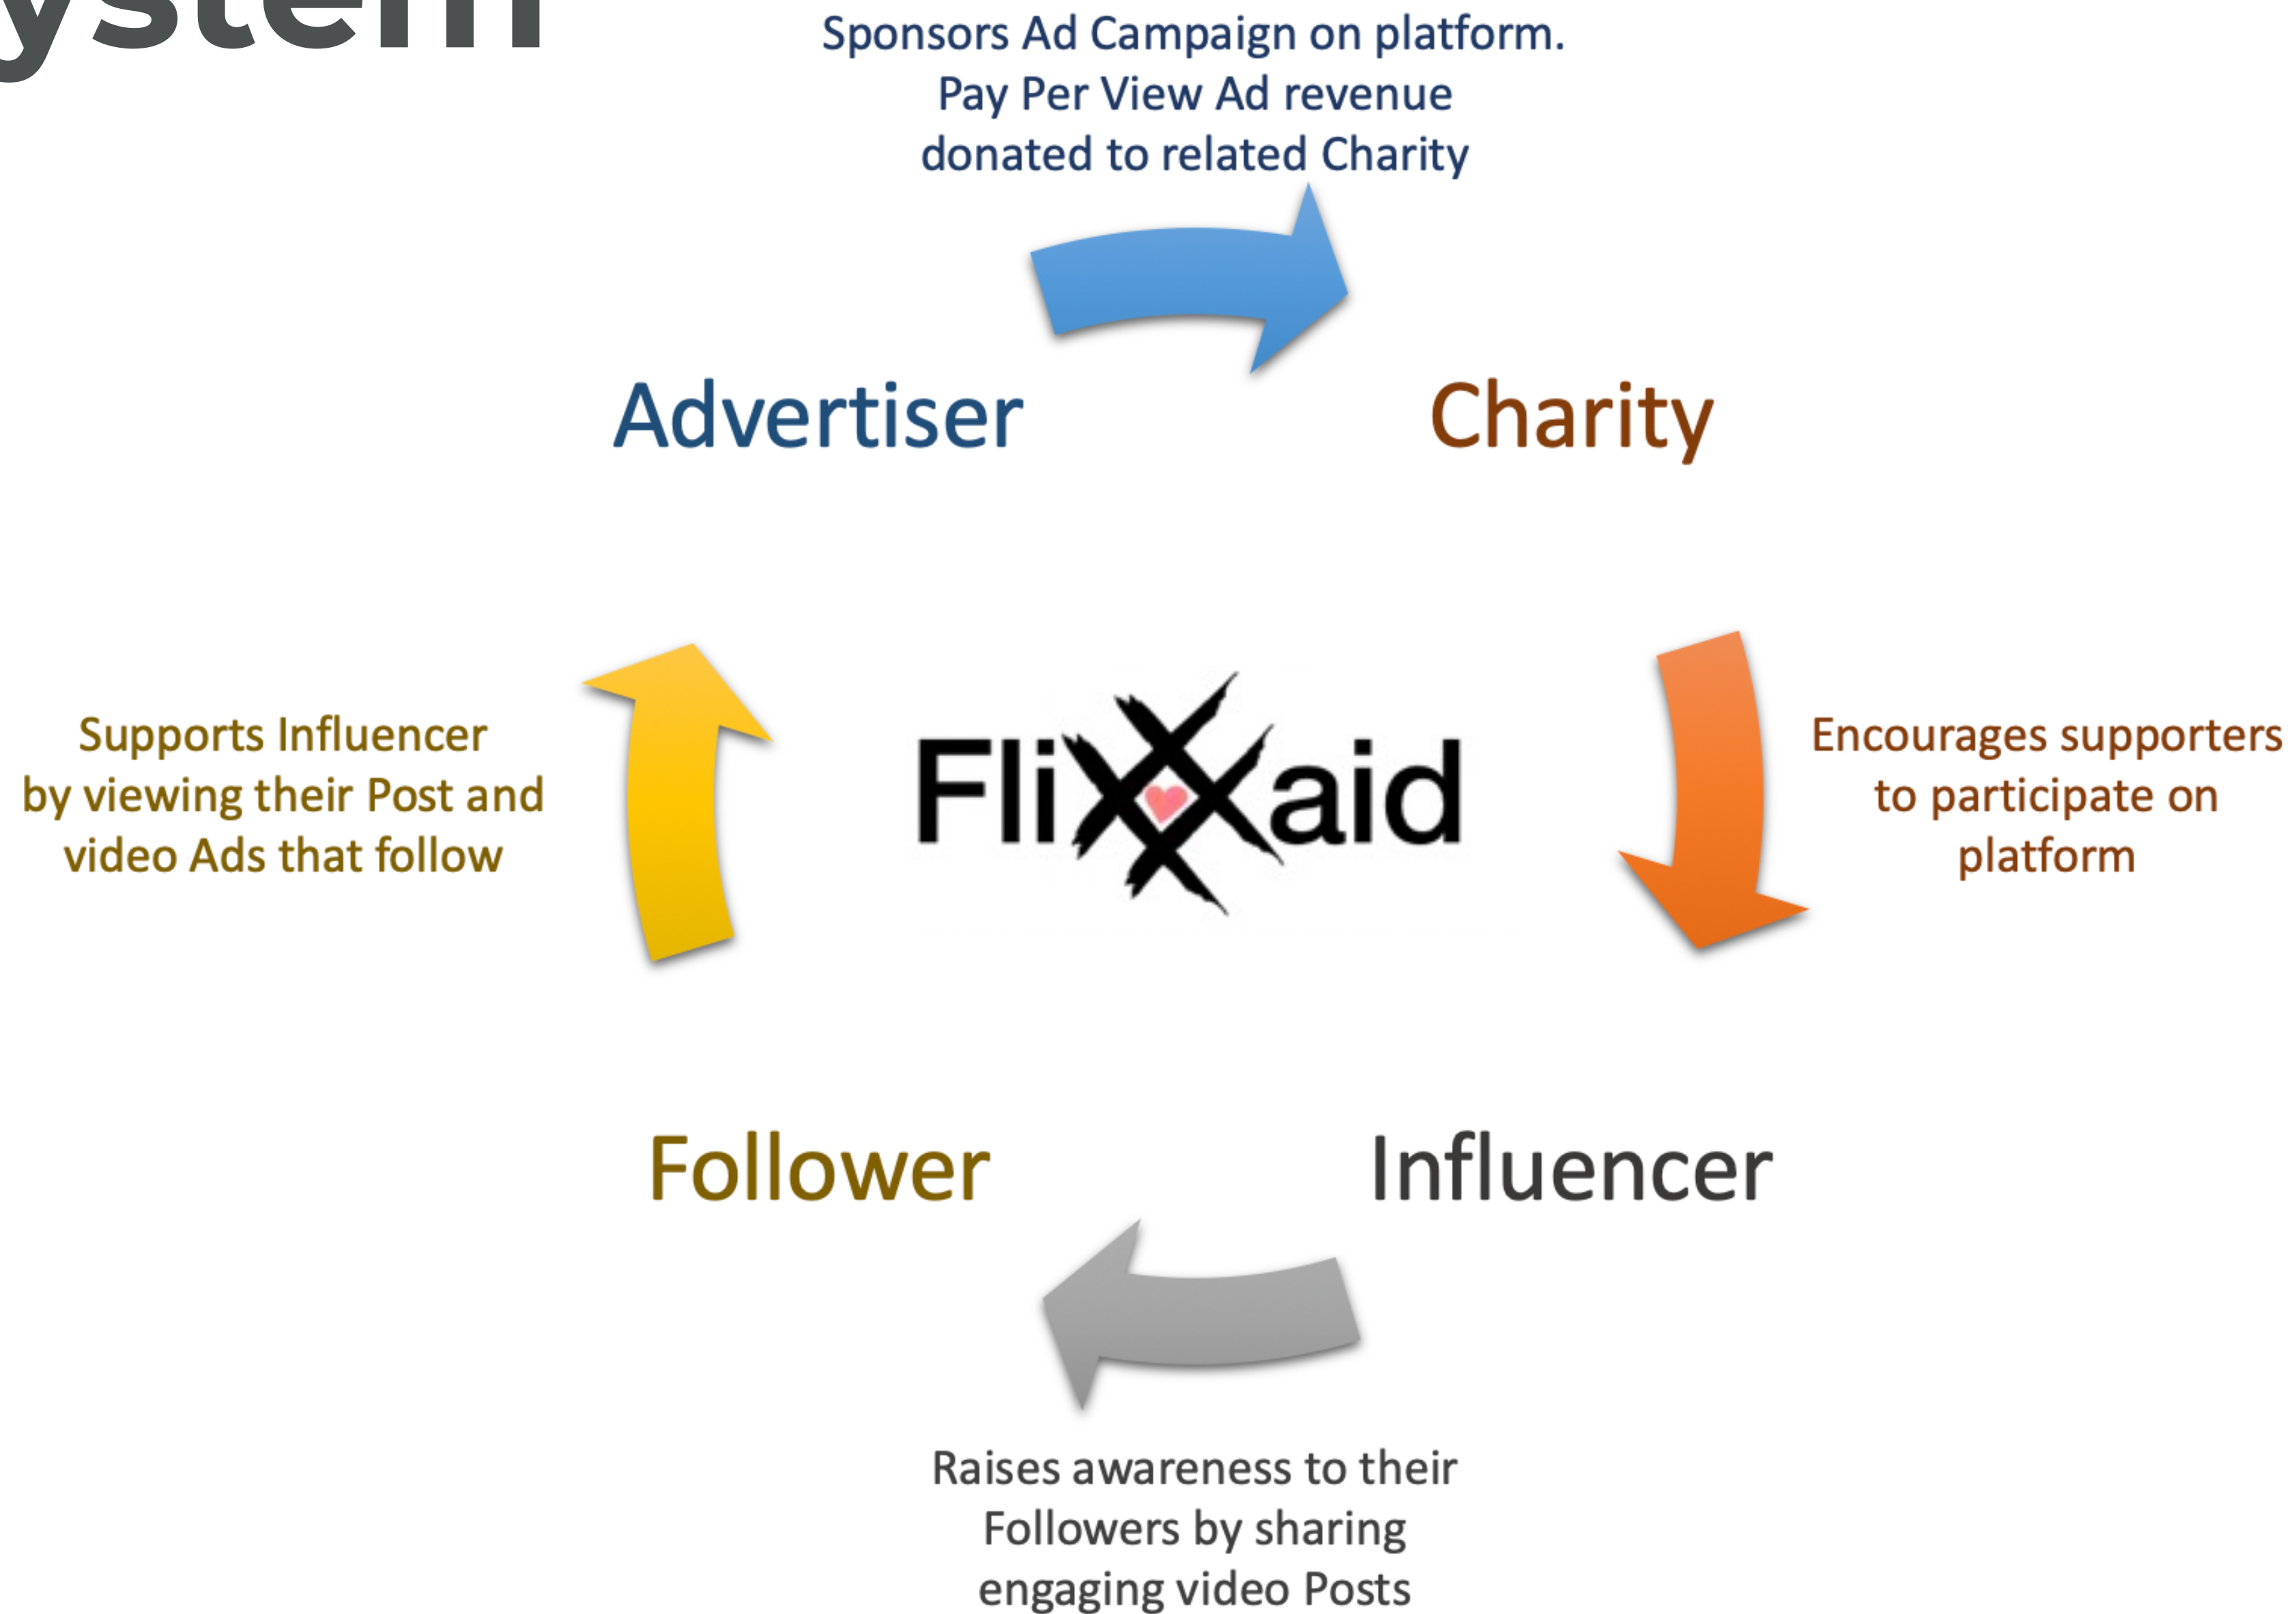 ystem
Sponsors Ad Campaign on platform.
Pay Per View Ad revenue
donated to related Charity
Advertiser
Charity
Supports Influencer
by viewing their Post and
video Ads that follow
FliXXaid
Encourages supporters
to participate on
platform
Follower
Influencer
Raises awareness to their
Followers by sharing
engaging video Posts